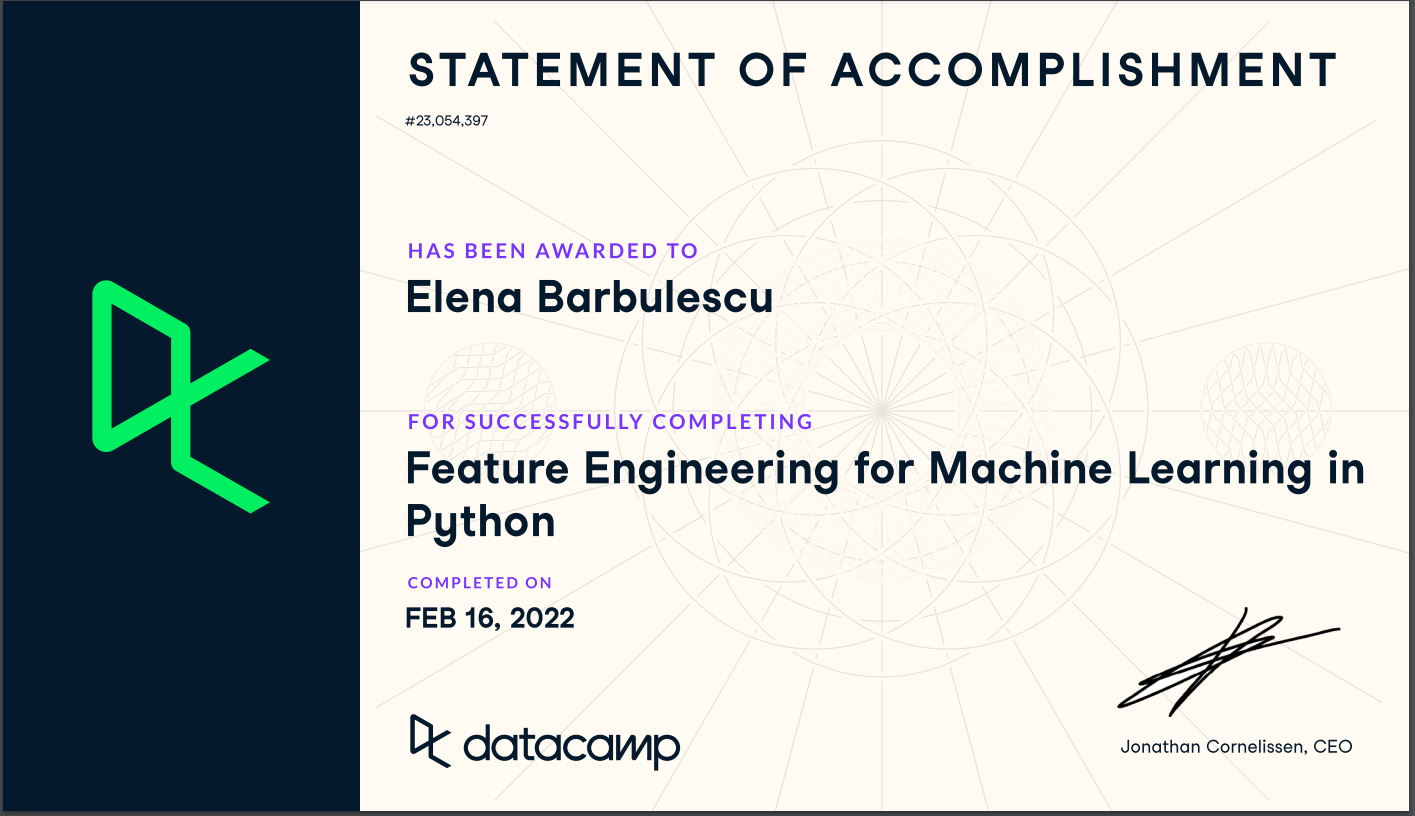 STATEMENT OF ACCOMPLISHMENT
#23,054,397
HAS BEEN AWARDED TO
Elena Barbulescu
FOR SUCCESSFULLY COMPLETING
Feature Engineering for Machine Learning in
Python
COMPLETED ON
FEB 16, 2022
datacamp
Jonathan Cornelissen, CEO